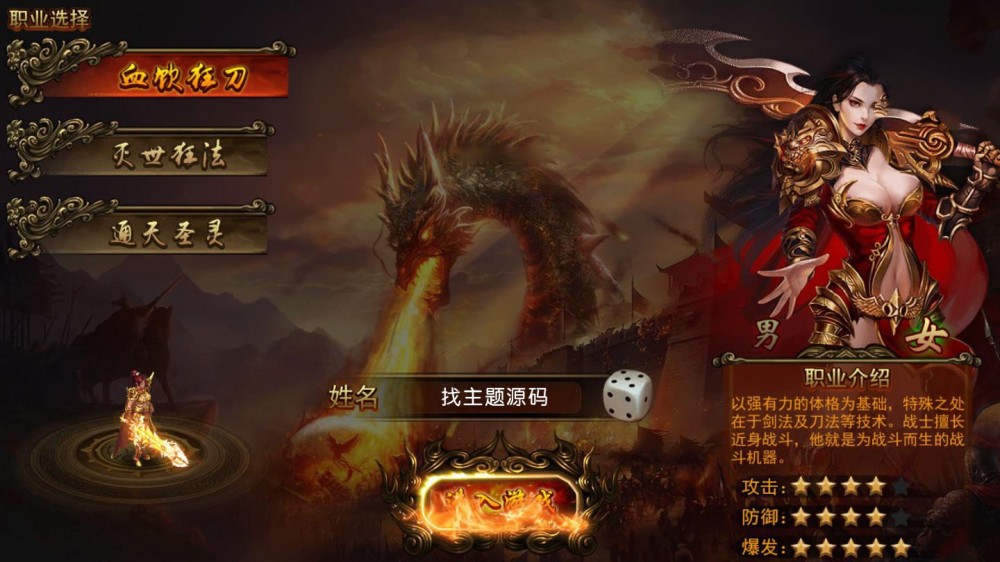 职业选择
血饮狂刀
灭世狂法
通天圣灵
男
女
姓名
找主题源码
进入游戏
职业介绍
以强有力的体格为基础，特殊之处
在于剑法及刀法等技术。战士擅长
近身战斗，他就是为战斗而生的战
斗机器。
攻击:
防御:
爆发: